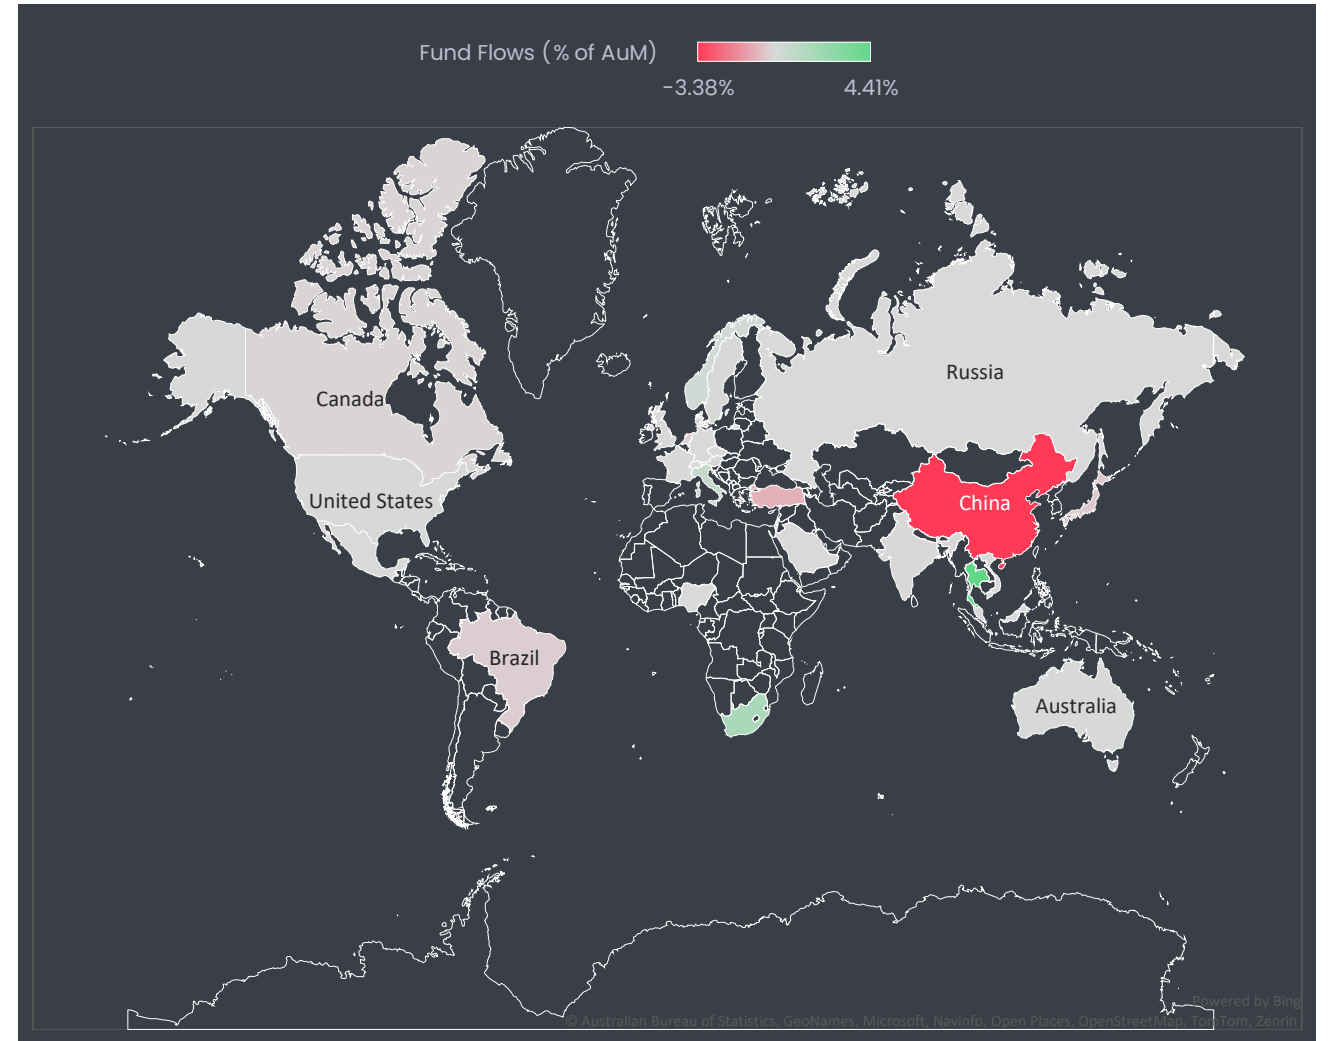 Fund Flows (% of AuM)
-3.38%
4.41%
Canada
Russia
United States
China
Brazil
Australia
Powered by Bing
© Australian Bureau of Statistics, GeoNames, Microsoft, Navinfo, Open Places, OpenStreetMap, TomTom, Zenrin